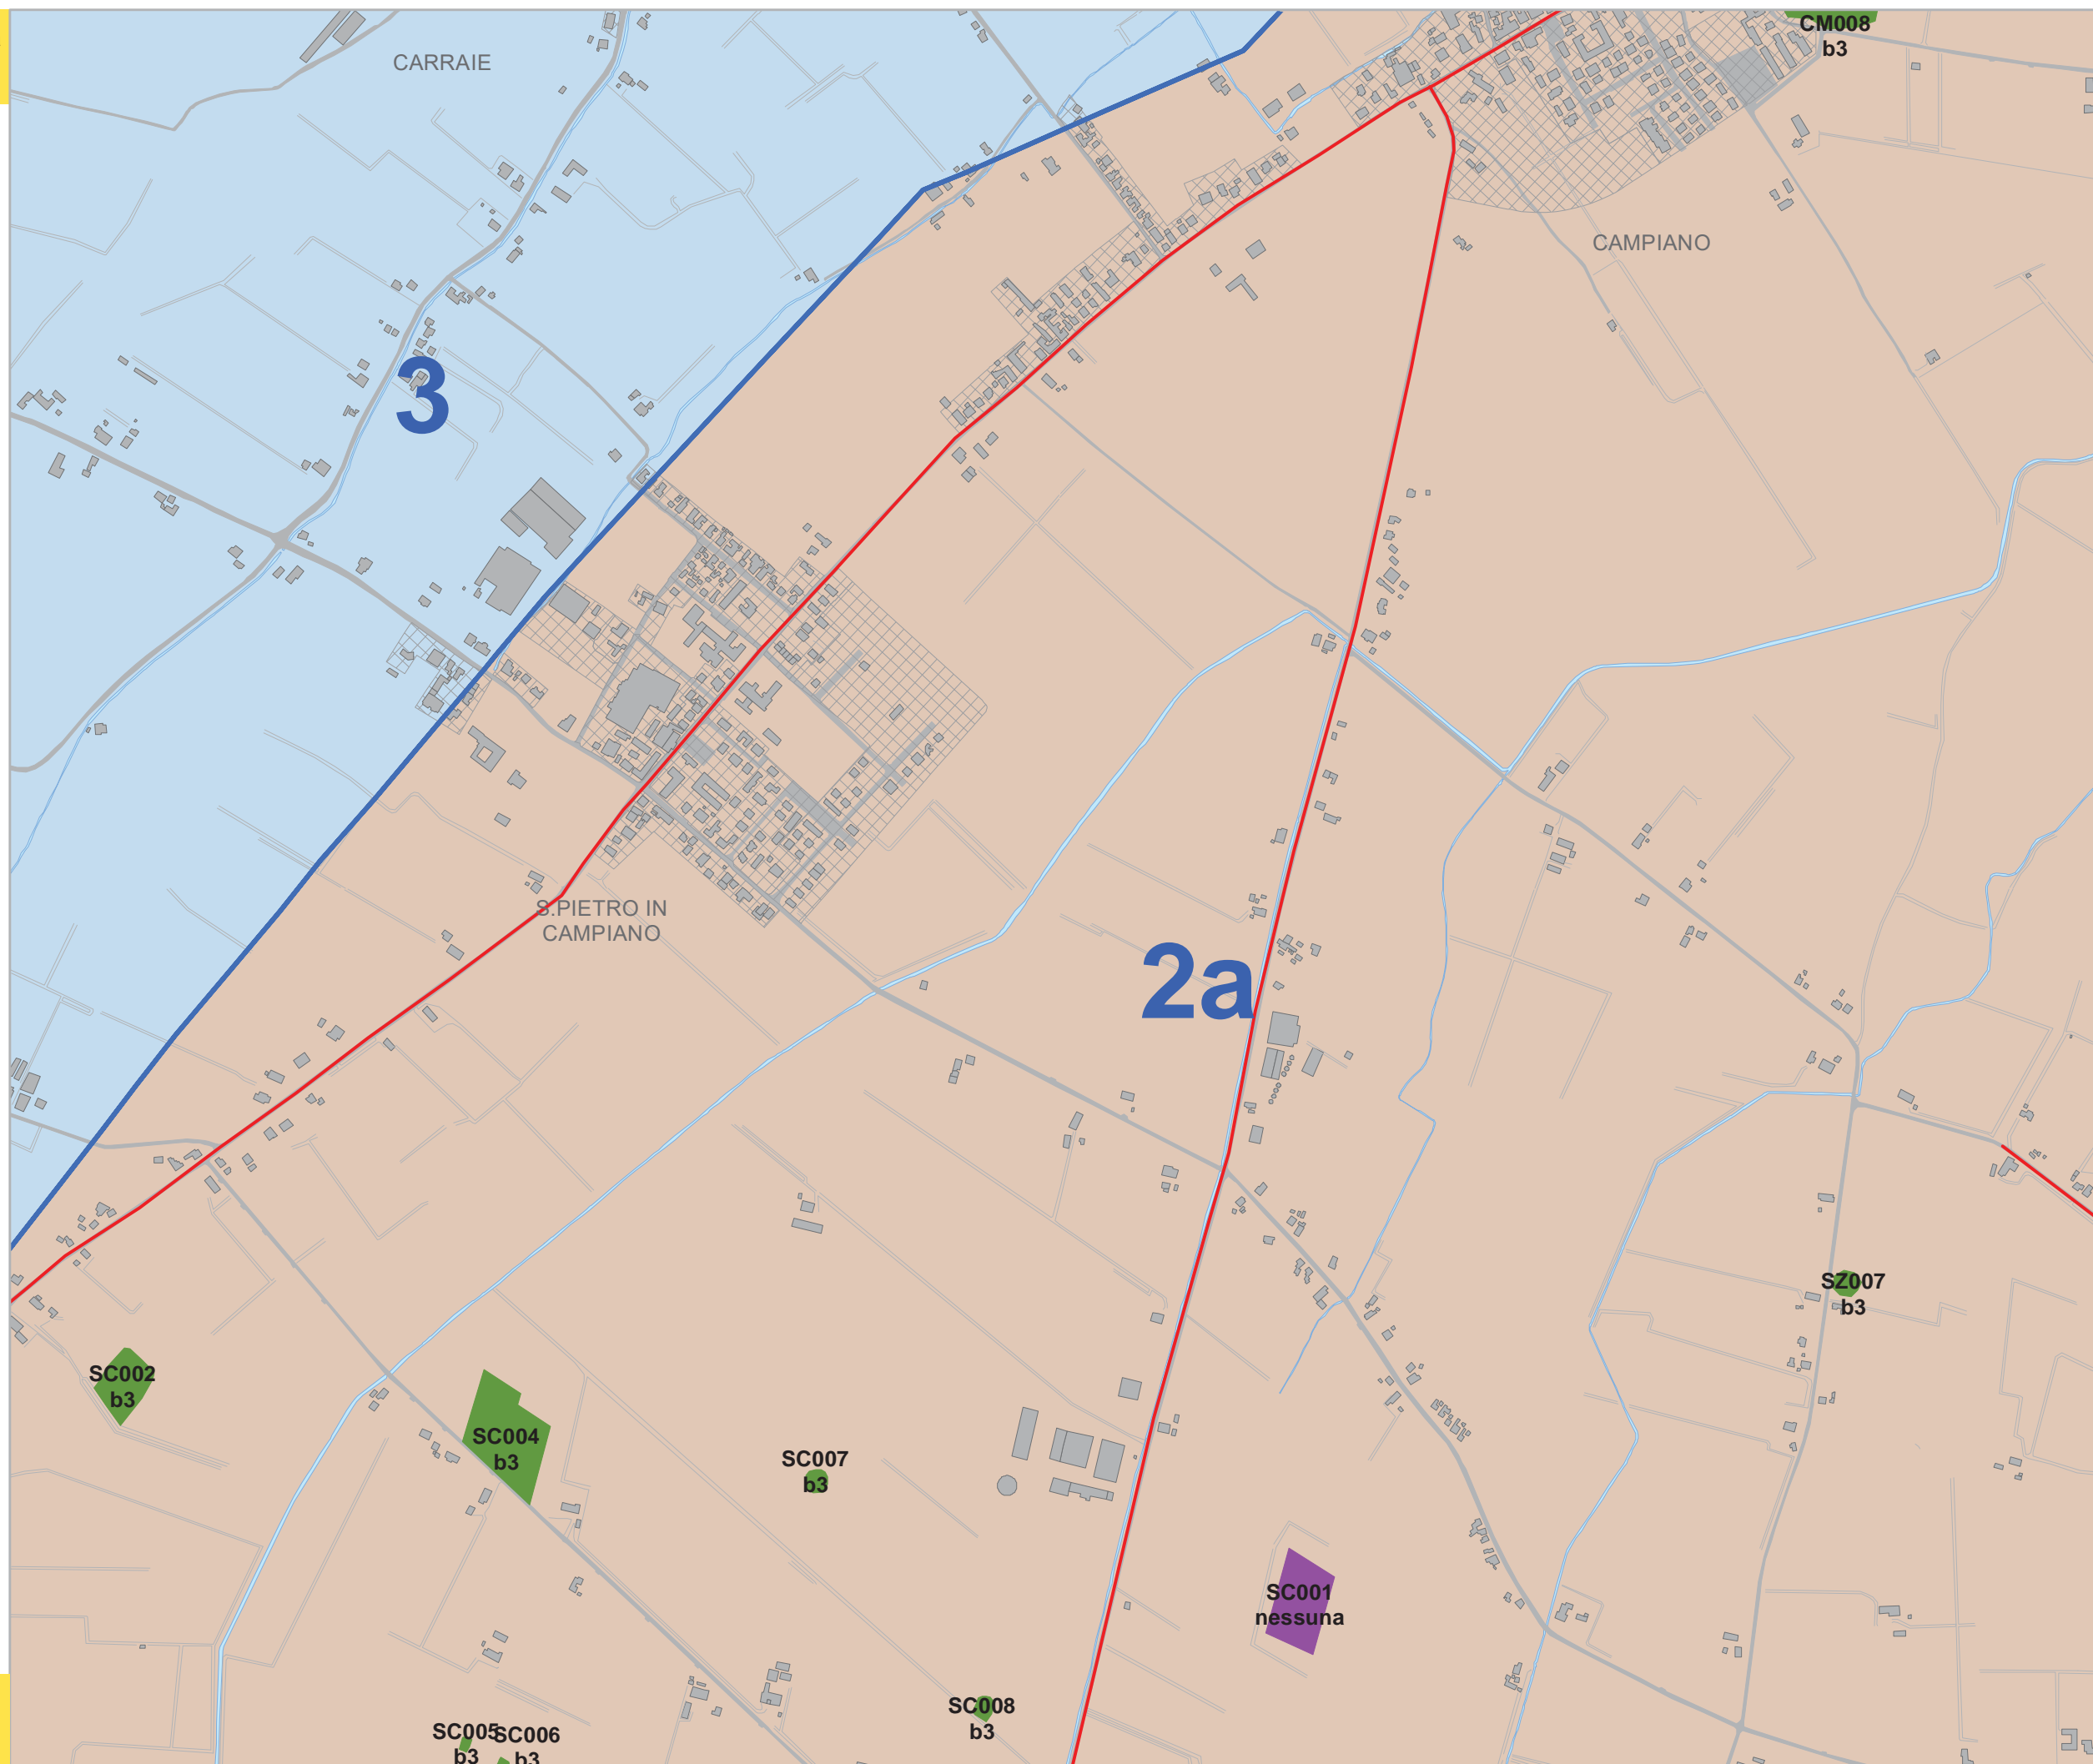 CARRAIE
CM008
b3
CAMPIANO
3
S.PIETRO IN
CAMPIANO
2a
SZ007
b3
SC002
b3
SC004
b3
SC007
b3
SC001
nessuna
SC008
b3
SC005
b3
SC006
b3